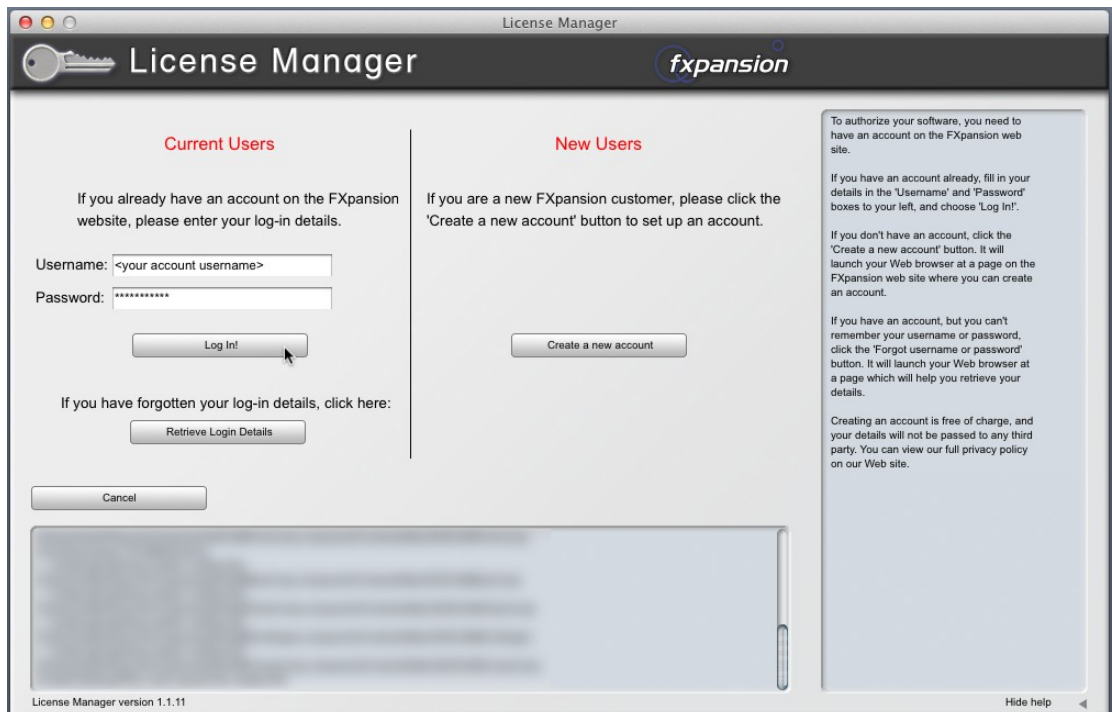 License Manager
License Manager
fxpansion
Current Users
If you already have an account on the FXpansion
website, please enter your log-in details.
Username: <your account username>
Password: ***********
Log In!
If you have forgotten your log-in details, click here:
Retrieve Login Details
Cancel
New Users
If you are a new FXpansion customer, please click the
'Create a new account' button to set up an account.
Create a new account
To authorize your software, you need to
have an account on the FXpansion web
site.
If you have an account already, fill in your
details in the 'Username' and 'Password'
boxes to your left, and choose 'Log In!'.
If you don't have an account, click the
'Create a new account' button. It will
launch your Web browser at a page on the
FXpansion web site where you can create
an account.
If you have an account, but you can't
remember your username or password,
click the 'Forgot username or password'
button. It will launch your Web browser at
a page which will help you retrieve your
details.
Creating an account is free of charge, and
your details will not be passed to any third
party. You can view our full privacy policy
on our Web site.
License Manager version 1.1.11
Hide help